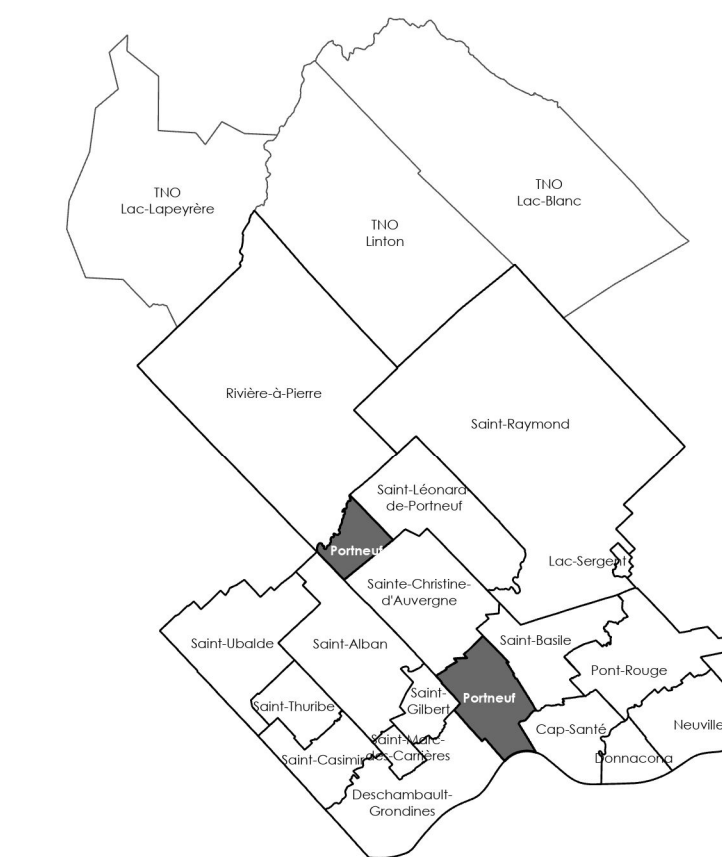 TNO
Lac-Blanc
TNO
Lac-Lapeyrère
TNO
Linton
Rivière-à-Pierre
Saint-Raymond
Saint-Léonard
de-Portneuf
Portneuf
Lac-Sergent
Sainte-Christine-
d'Auvergne
Saint-Ubalde
Saint-Alban
Saint-Basile
Pont-Rouge
Saint-
Gilbert
Portneuf
Saint-Thuribe
Cap-Santé
Neuville
Saint-Marc-
des-Carrières
Saint-Casimir
Donnacona
Deschambault-
Grondines